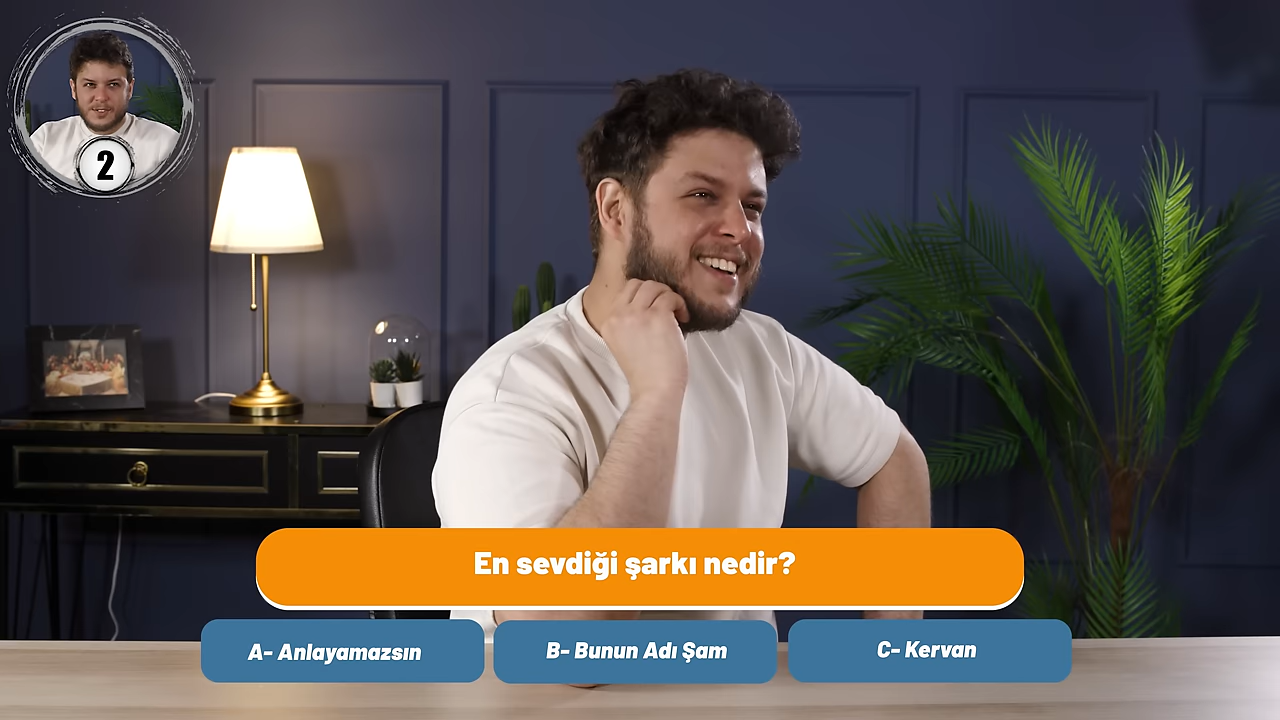 2
En sevdiği şarkı nedir?
A- Anlayamazsın
B- Bunun Adı Şam
C- Kervan